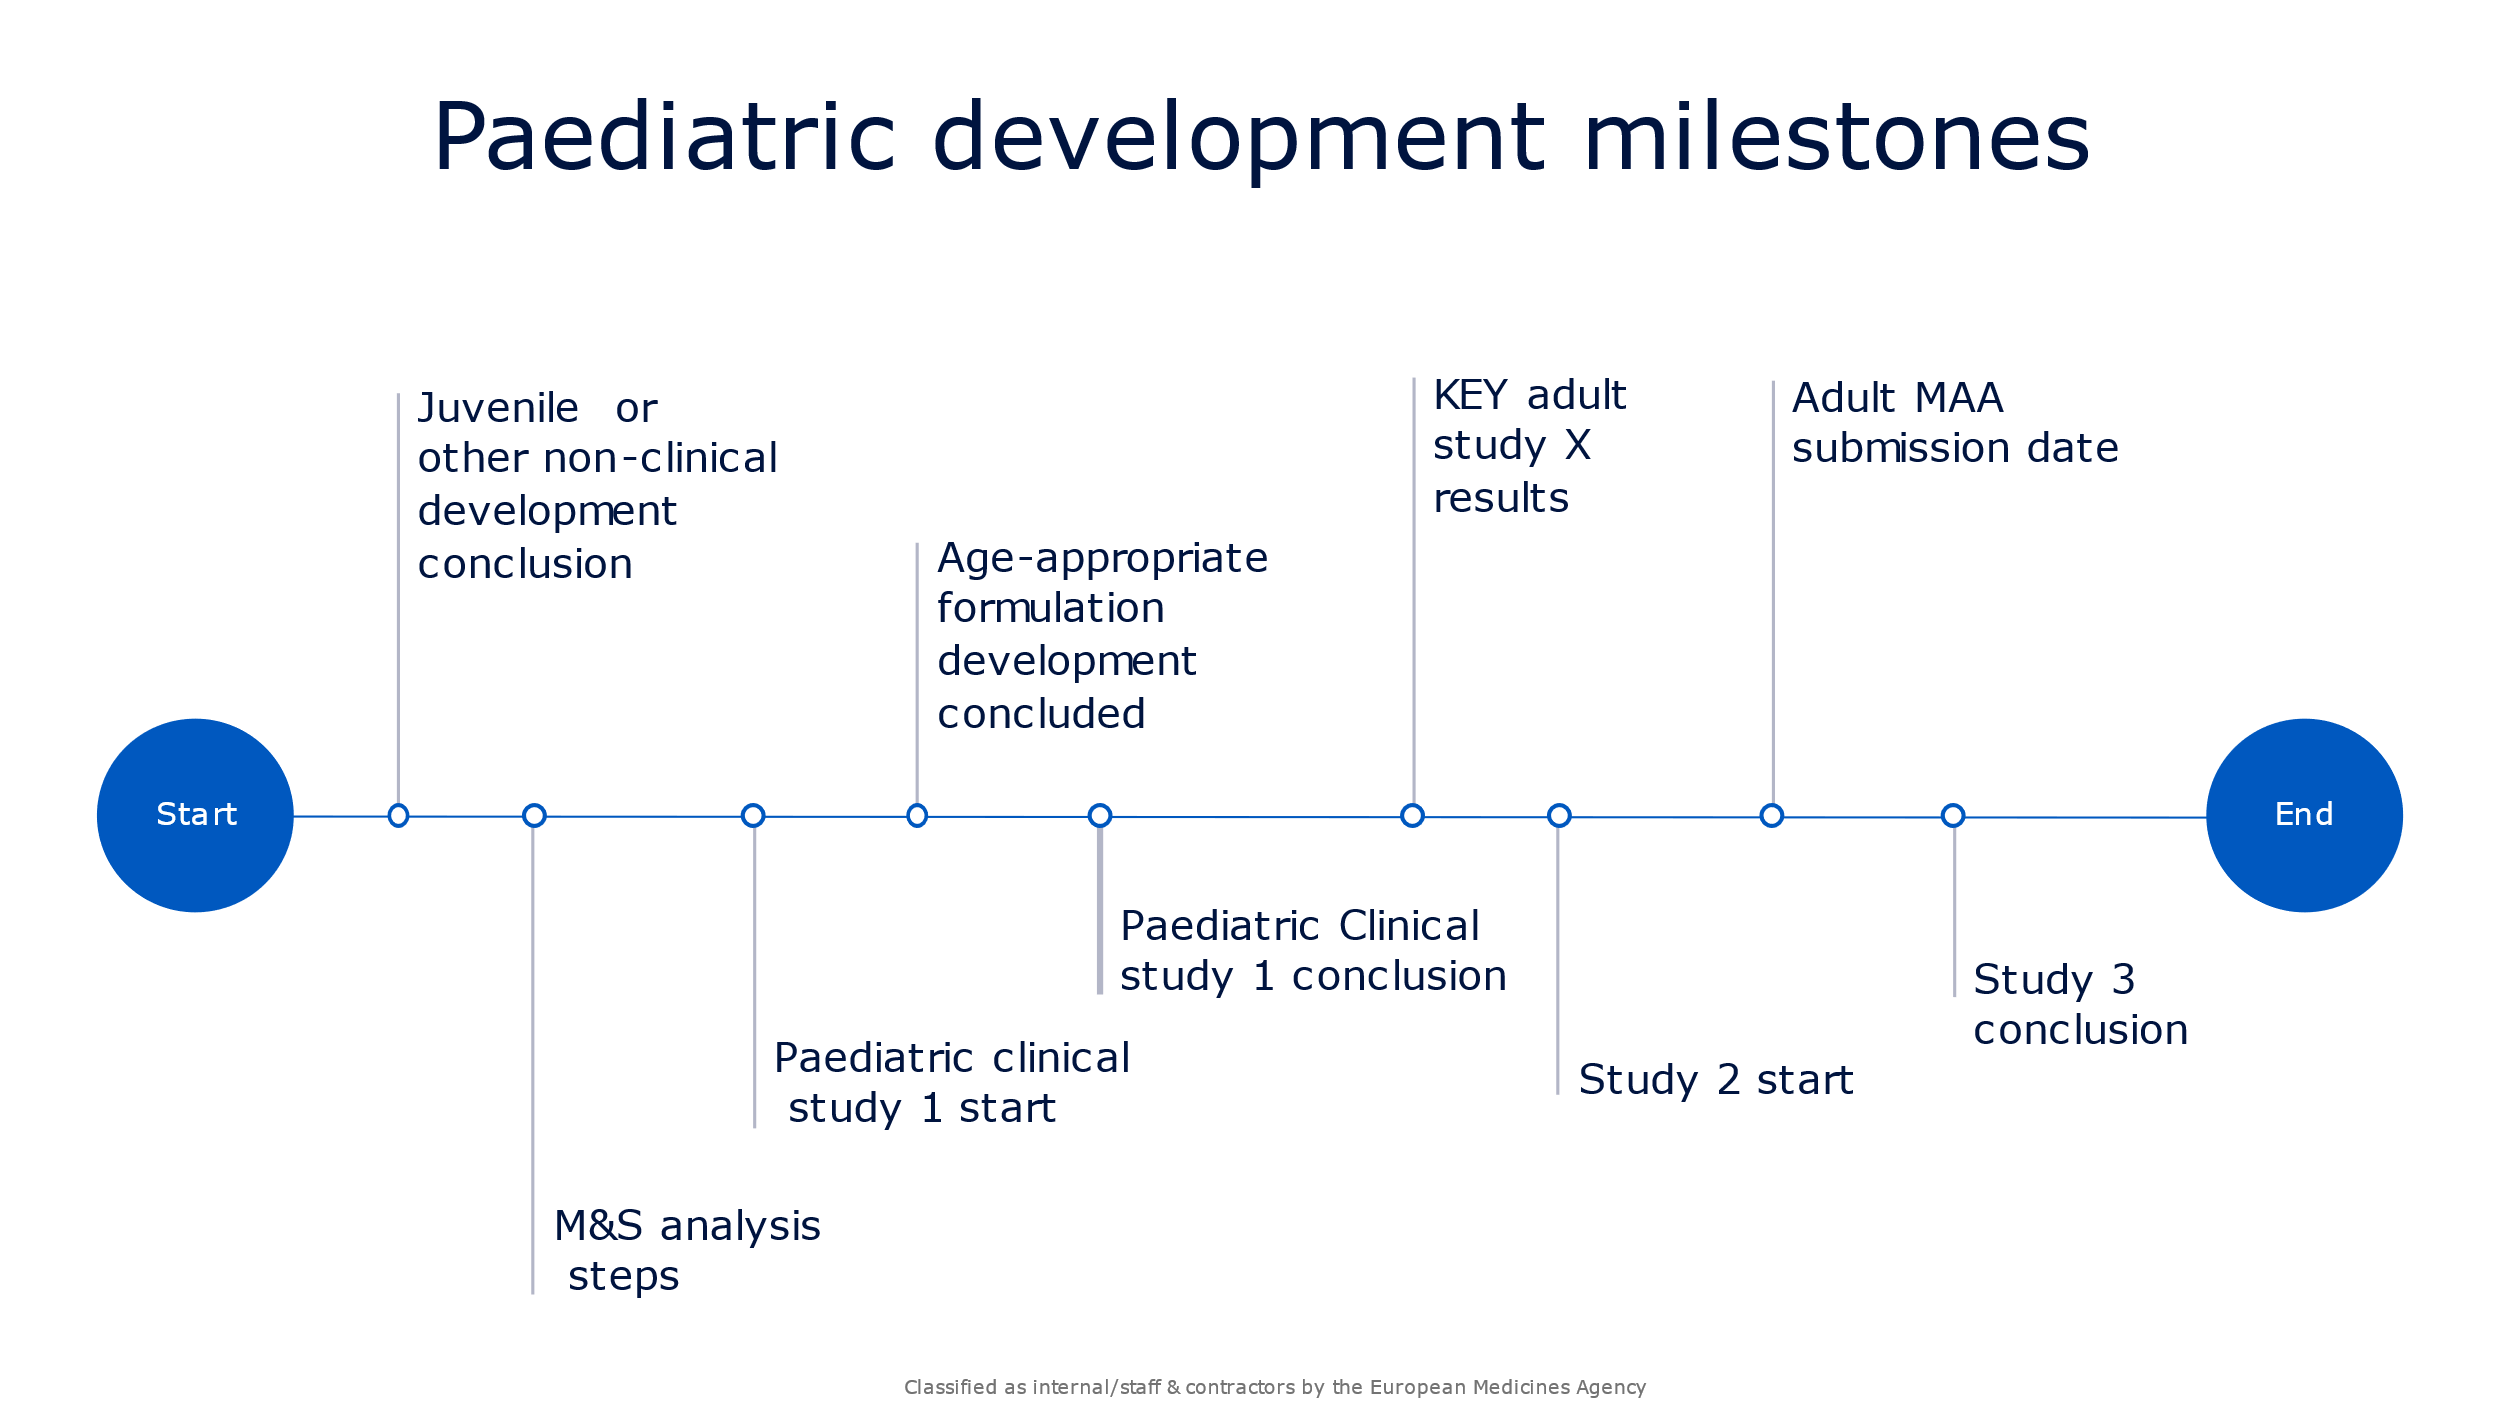 Paediatric development milestones
Juvenile or
other non-clinical
development
conclusion
Age-appropriate
formulation
development
concluded
KEY adult
study X
results
Adult MAA
submission date
Start
End
Paediatric Clinical
study 1 conclusion
Study 3
conclusion
Paediatric clinical
study 1 start
Study 2 start
M&S analysis
steps
Classified as internal/staff & contractors by the European Medicines Agency